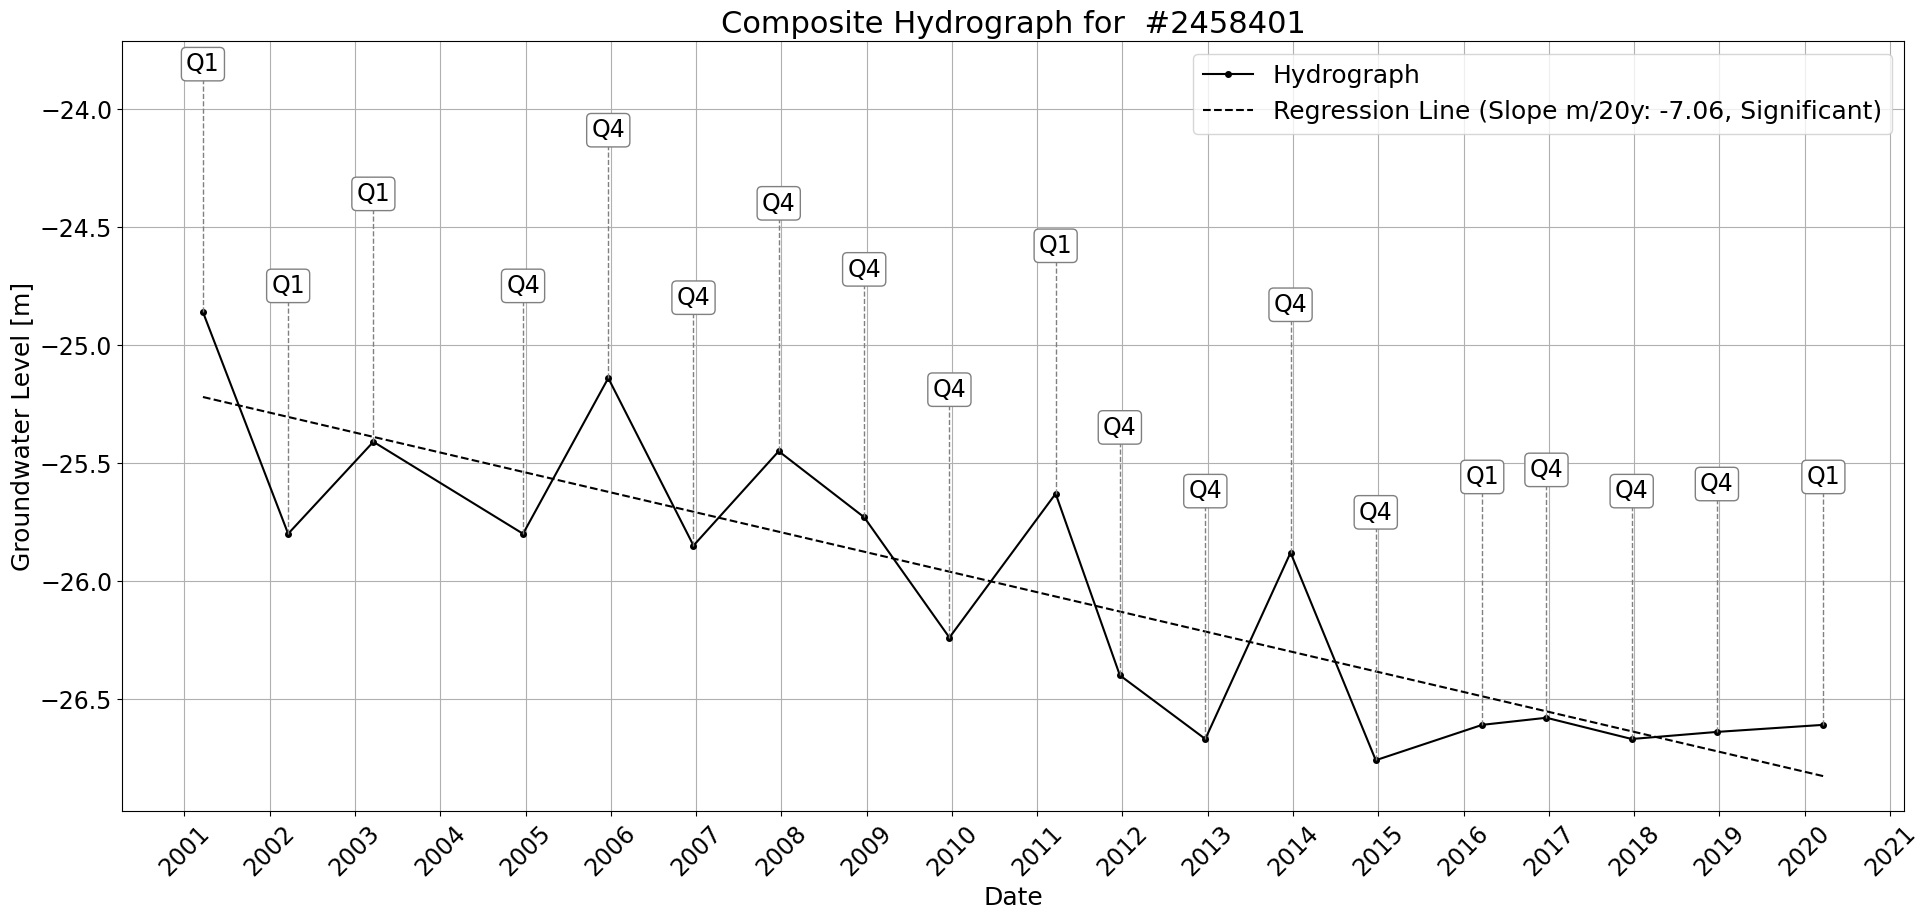 Composite Hydrograph for  #2458401
Hydrograph
Regression Line (Slope m/20y: -7.06, Significant)
Q1
Q1
Q1
Q4
Q4
Q4
Q4
Q4
Q4
Q1
Q4
Q4
Q4
Q4
Q1
Q4
Q4
Q4
Q1
Groundwater Level [m]
−24.0
−24.5
−25.0
−25.5
−26.0
−26.5
2001
2002
2003
2004
2005
2006
2007
2008
2009
2010
2011
2012
2013
2014
2015
2016
2017
2018
2019
2020
2021
Date